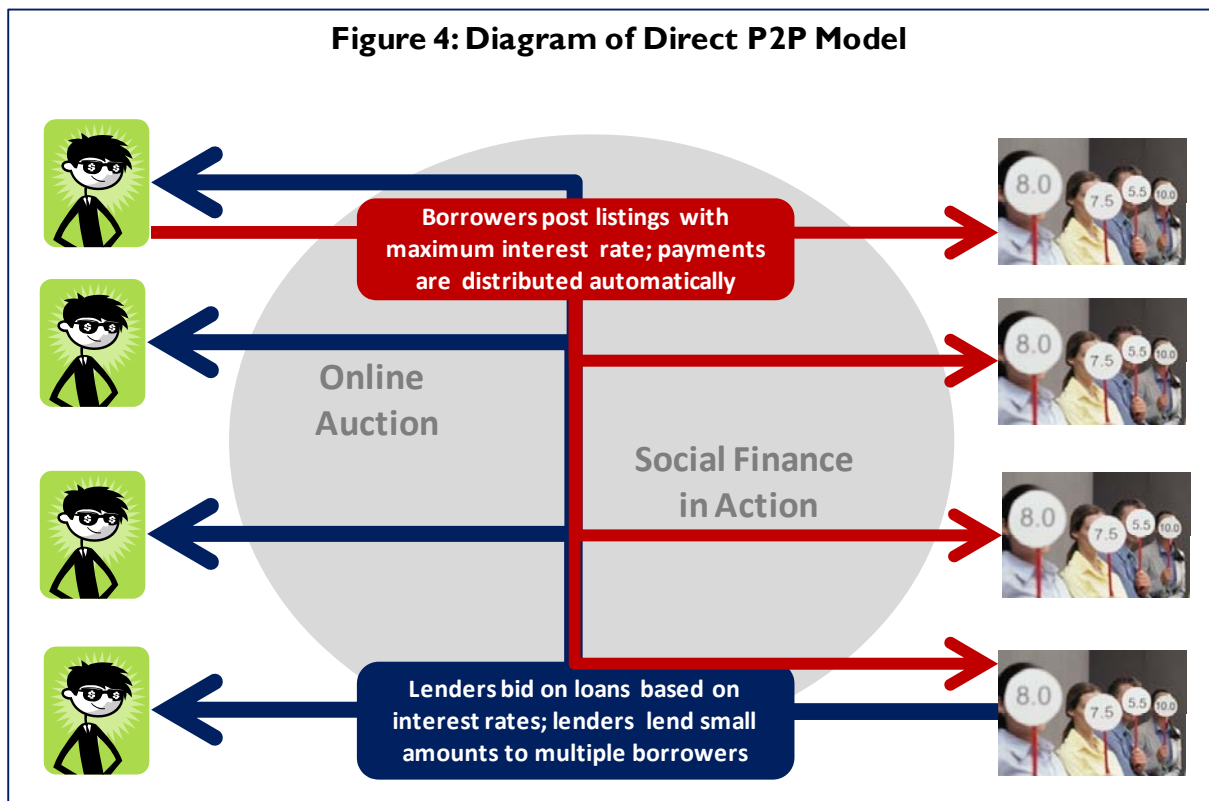 Figure 4: Diagram of Direct P2P Model
Borrowers post listings with
maximum interest rate; payments
are distributed automatically
Online
Auction
Social Finance
in Action
Lenders bid on loans based on
interest rates; lenders lend small
amounts to multiple borrowers
$ $
8.0
7.5
5.5
10.0
$ $
8.0
7.5
5.5
10.0
$ $
8.0
7.5
5.5
10.0
$ $
8.0
7.5
5.5
10.0